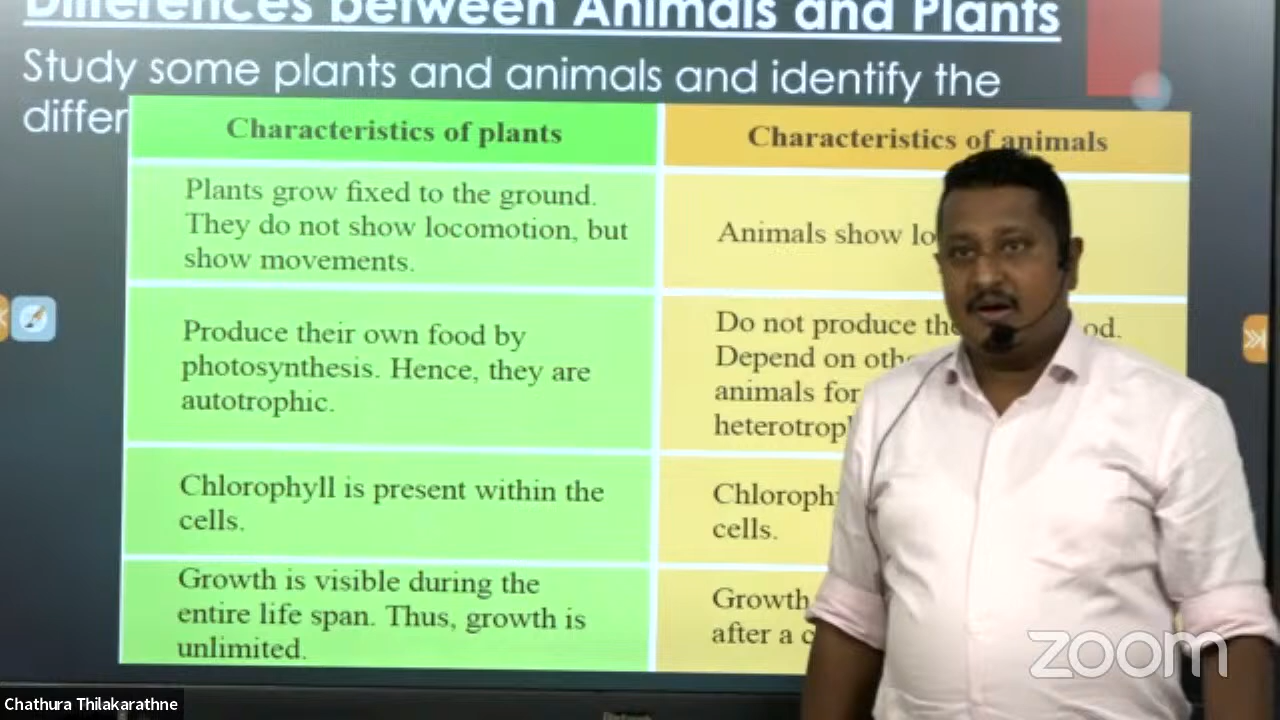 Differences between Animals and Plants
Study some plants and animals and identify the
differ
Characteristics of plants
Characteristics of animals
Plants grow fixed to the ground.
They do not show locomotion, but
show movements.
Animals show lo
Produce their own food by
photosynthesis. Hence, they are
autotrophic.
Do not produce the
od.
Depend on oth
animals for
heterotroph
Chlorophyll is present within the
cells.
Chloroph
cells.
Growth is visible during the
entire life span. Thus, growth is
unlimited.
Growth
after a c
zoom
Chathura Thilakarathne